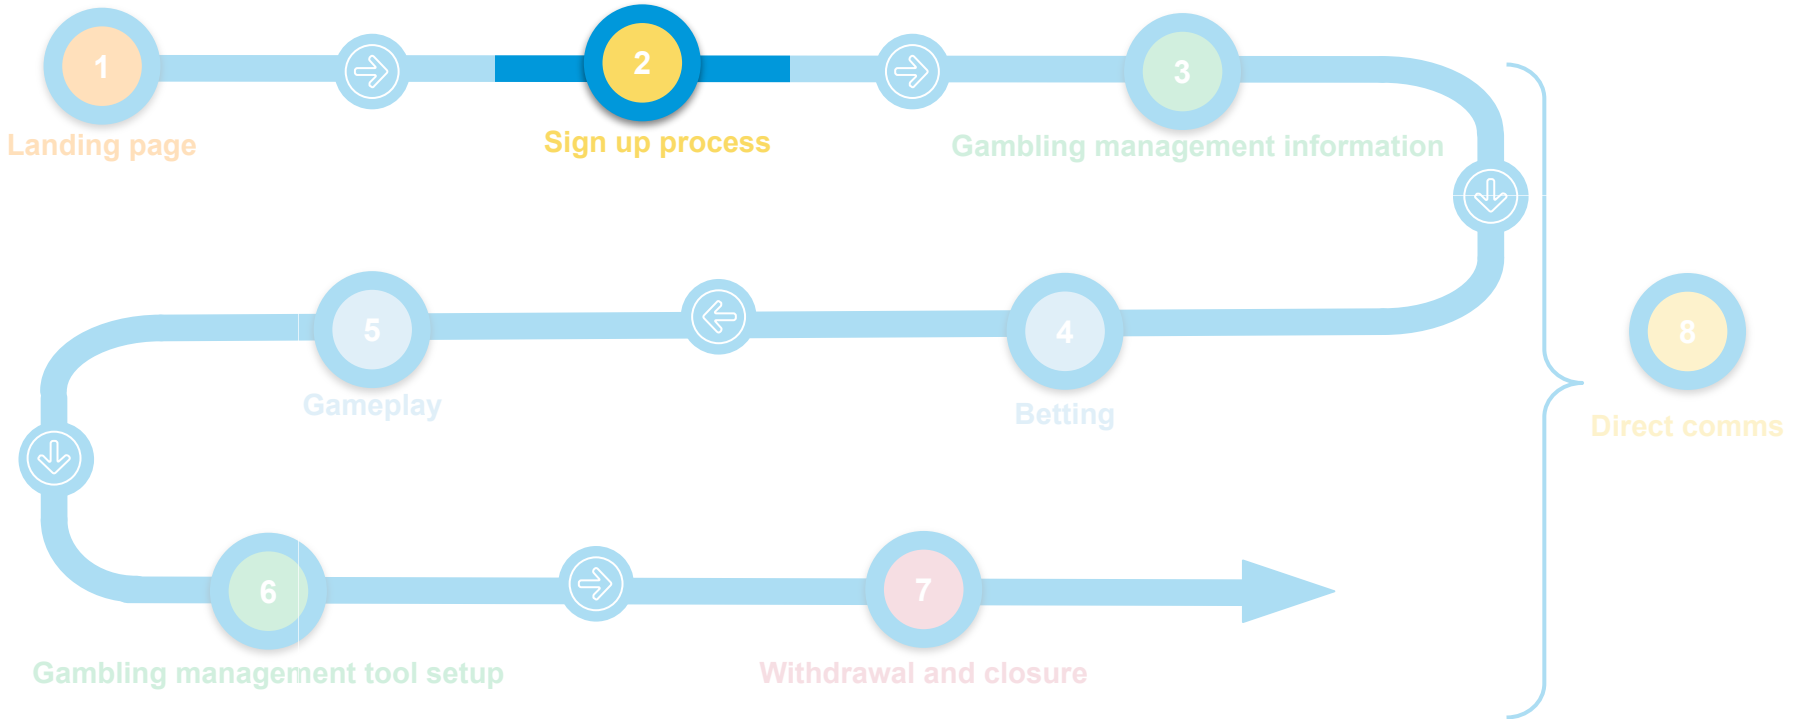 1
Landing page
2
Sign up process
3
Gambling management information
4
Betting
5
Gameplay
6
Gambling management tool setup
7
Withdrawal and closure
8
Direct comms